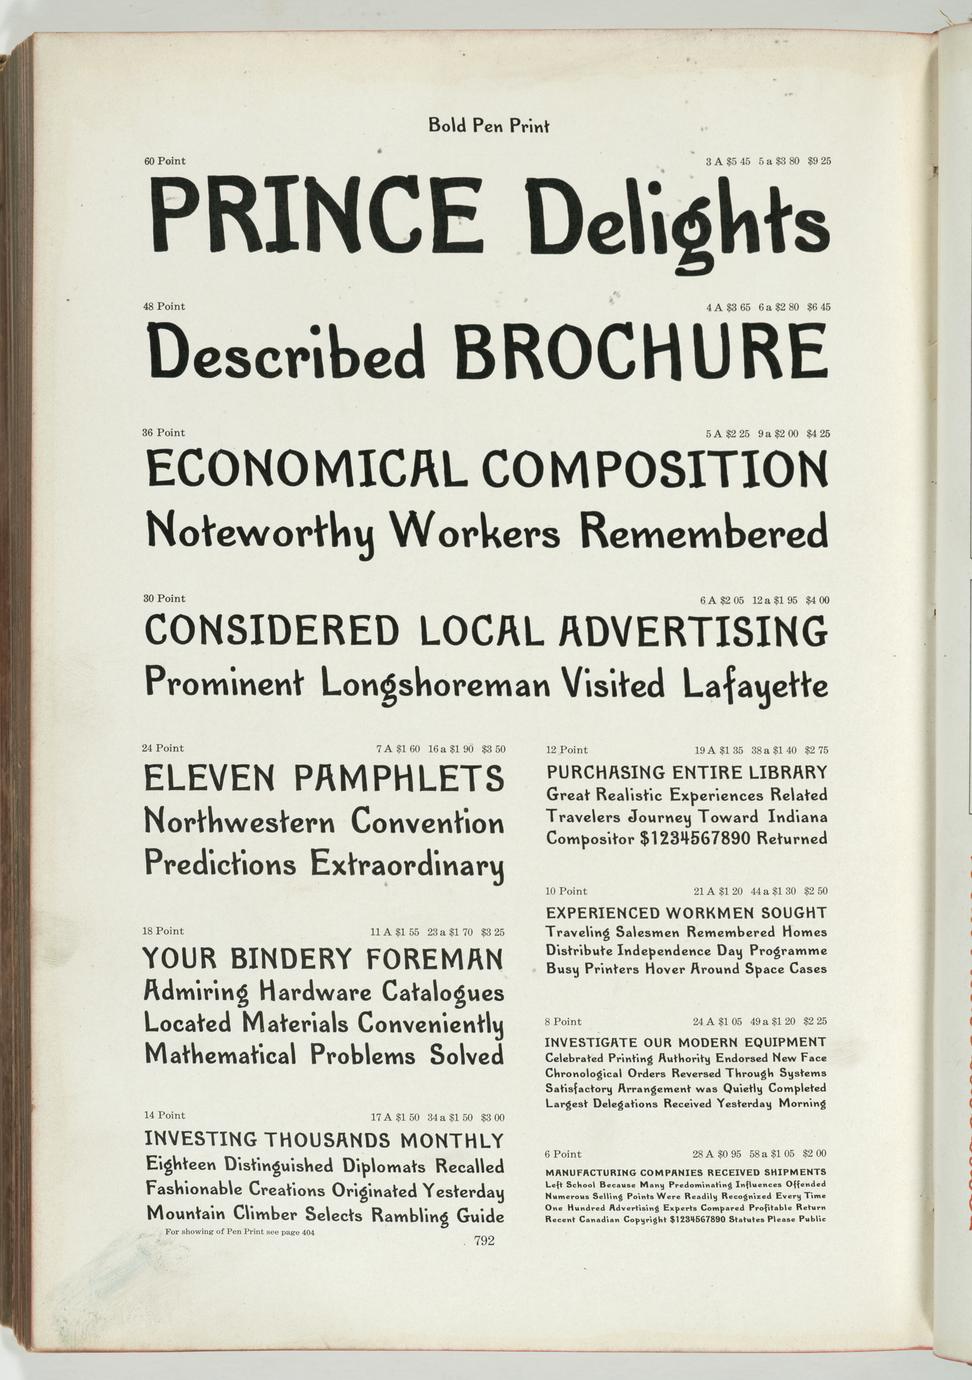 Bold Pen Print
60 Point 3 A $5 45 5 a $3 80 $9 25
PRINCE Delights
48 Point 4 A $3 65 6 a $2 80 $6 45
Described BROCHURE
36 Point 5 A $2 25 9 a $2 00 $4 25
ECONOMICAL COMPOSITION
Noteworthy Workers Remembered
30 Point 6 A $2 05 12 a $1 95 $4 00
CONSIDERED LOCAL ADVERTISING
Prominent Longshoreman Visited Lafayette
24 Point 7 A $1 60 16 a $1 90 $3 50
ELEVEN PAMPHLETS
Northwestern Convention
Predictions Extraordinary
18 Point 11 A $1 55 23 a $1 70 $3 25
YOUR BINDERY FOREMAN
Admiring Hardware Catalogues
Located Materials Conveniently
Mathematical Problems Solved
14 Point 17 A $1 50 34 a $1 50 $3 00
INVESTING THOUSANDS MONTHLY
Eighteen Distinguished Diplomats Recalled
Fashionable Creations Originated Yesterday
Mountain Climber Selects Rambling Guide
12 Point 19 A $1 35 38 a $1 40 $2 75
PURCHASING ENTIRE LIBRARY
Great Realistic Experiences Related
Travelers Journey Toward Indiana
Compositor $1234567890 Returned
10 Point 21 A $1 20 44 a $1 30 $2 50
EXPERIENCED WORKMEN SOUGHT
Traveling Salesmen Remembered Homes
Distribute Independence Day Programme
Busy Printers Hover Around Space Cases
8 Point 24 A $1 05 49 a $1 20 $2 25
INVESTIGATE OUR MODERN EQUIPMENT
Celebrated Printing Authority Endorsed New Face
Chronological Orders Reversed Through Systems
Satisfactory Arrangement was Quietly Completed
Largest Delegations Received Yesterday Morning
6 Point 28 A $0 95 58 a $1 05 $2 00
MANUFACTURING COMPANIES RECEIVED SHIPMENTS
Left School Because Many Predominating Influences Offended
Numerous Selling Points Were Readily Recognized Every Time
One Hundred Advertising Experts Compared Profitable Return
Recent Canadian Copyright $1234567890 Statutes Please Public
For showing of Pen Print see page 404
792